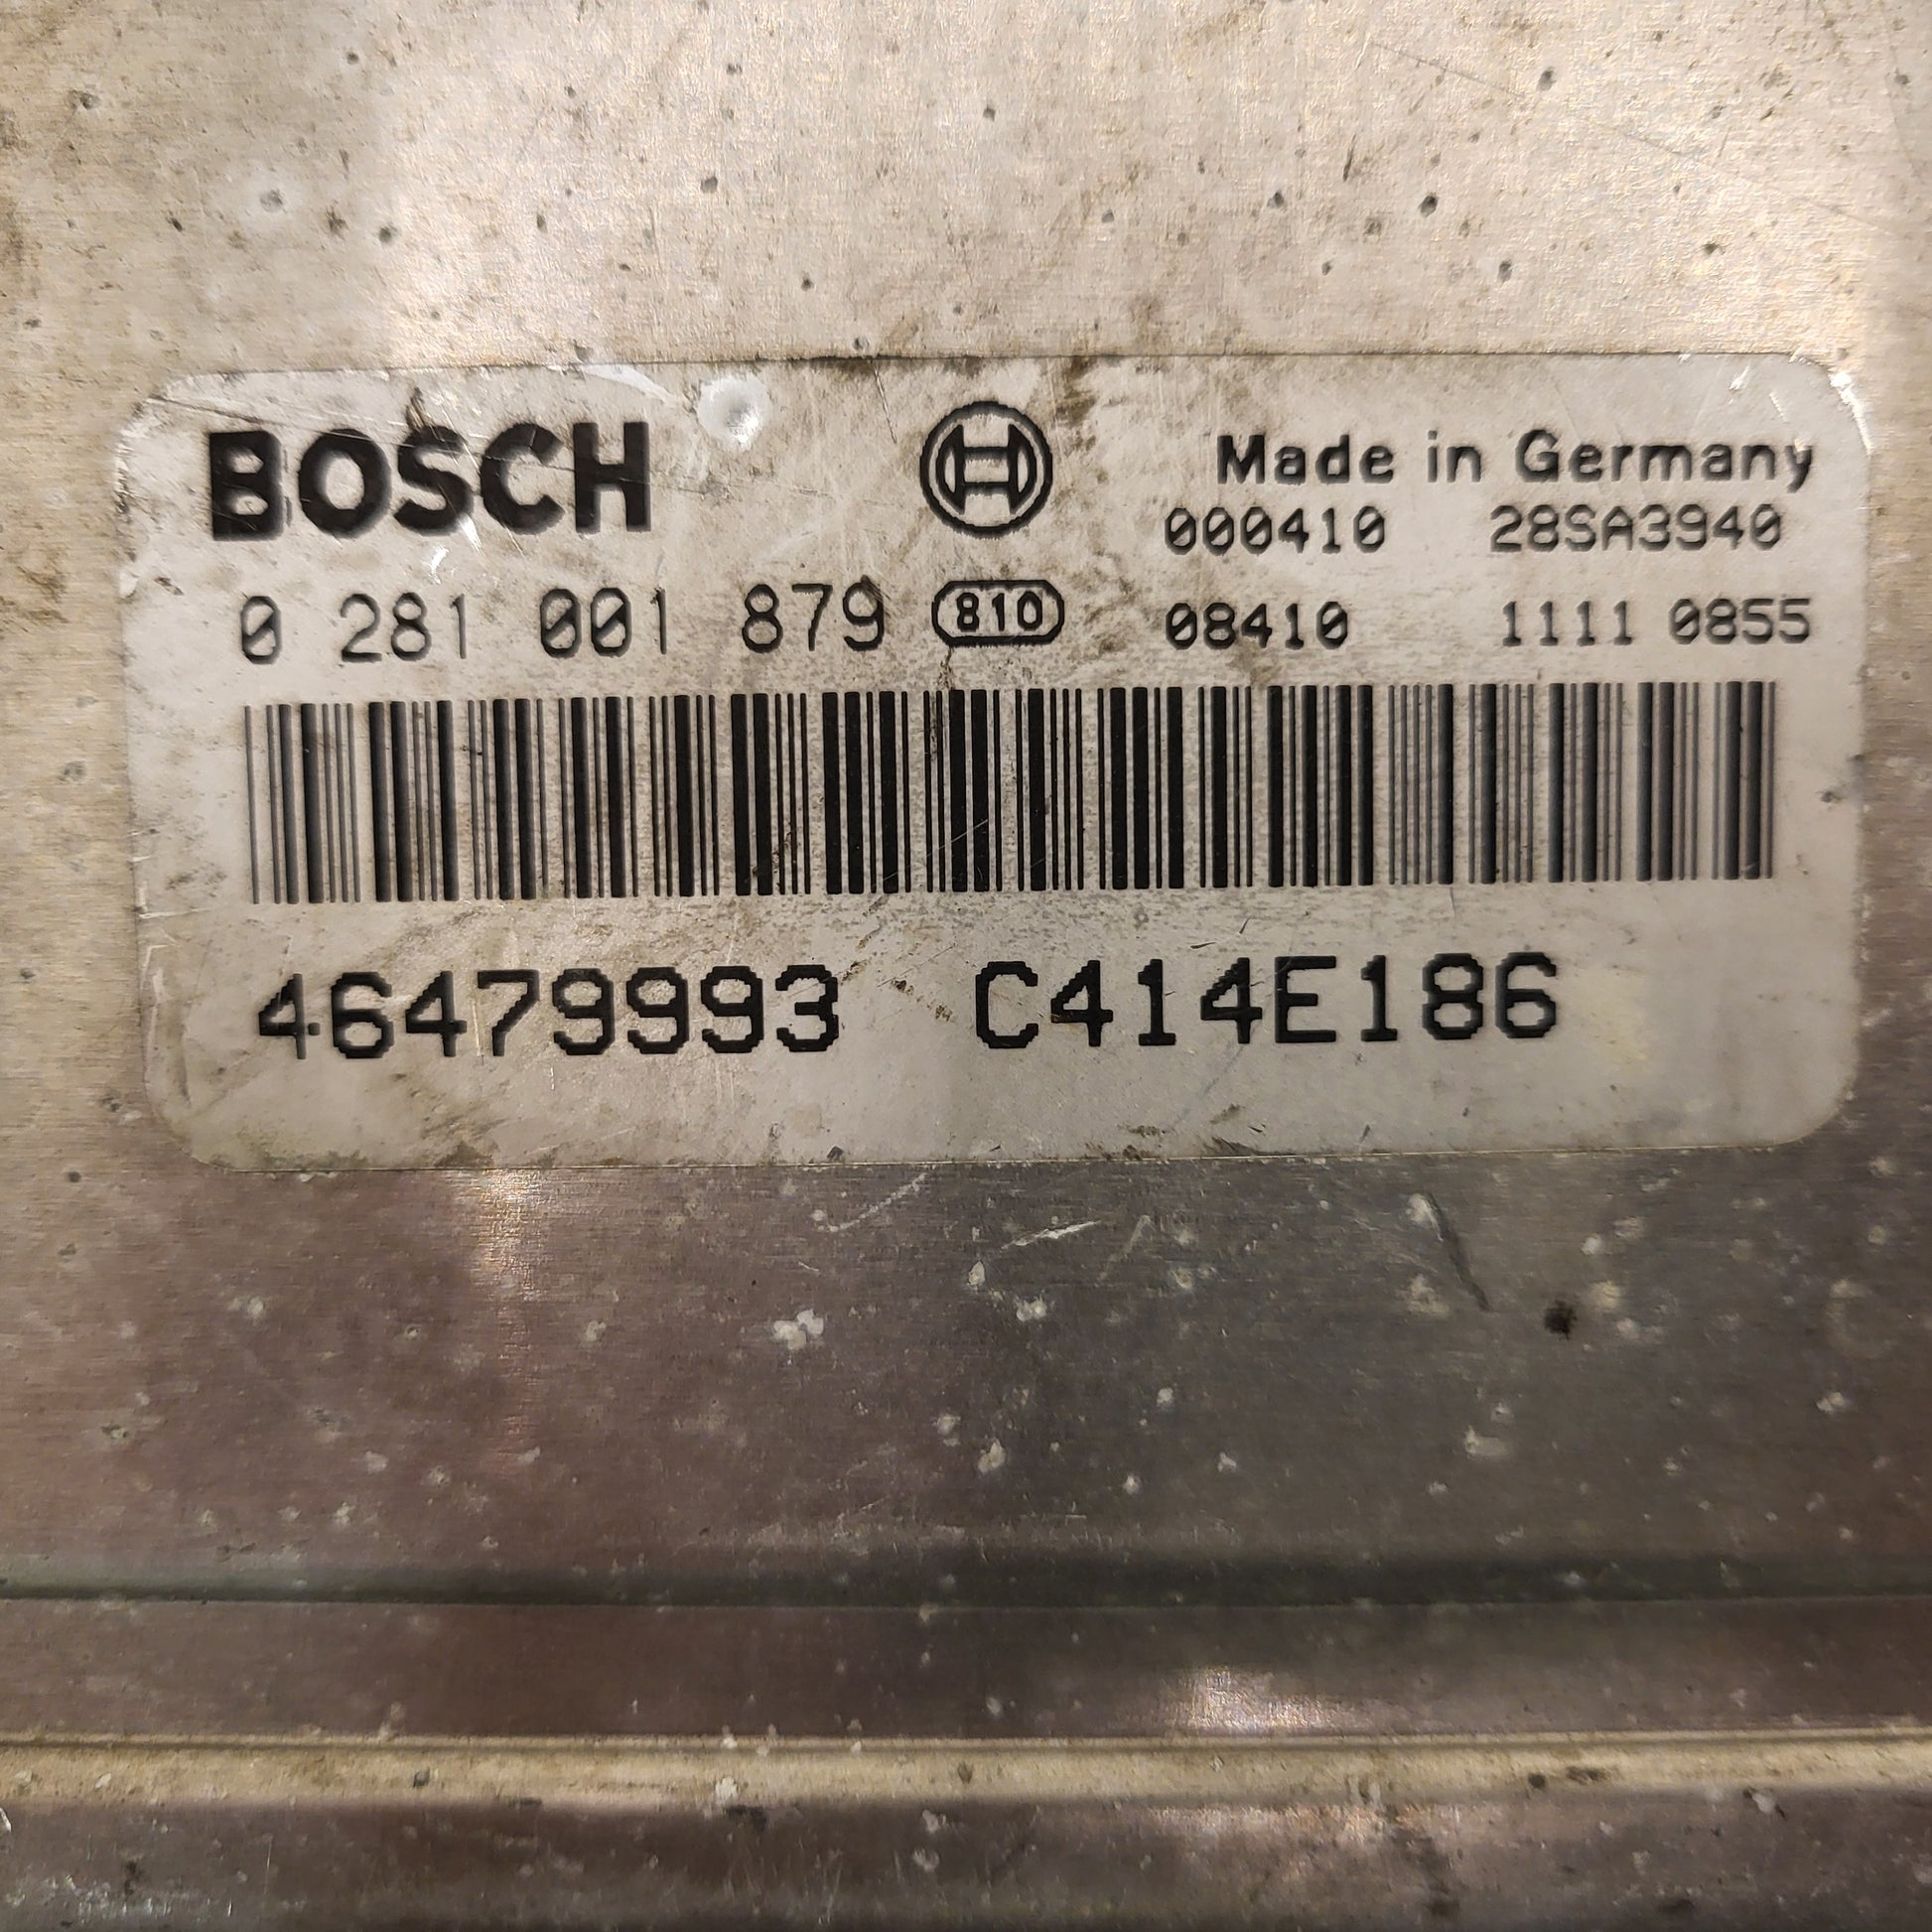 BOSCH Made in Germany
000410 28SA3940
0 281 001 879 810 08410 1111 0855
46479993 C414E186